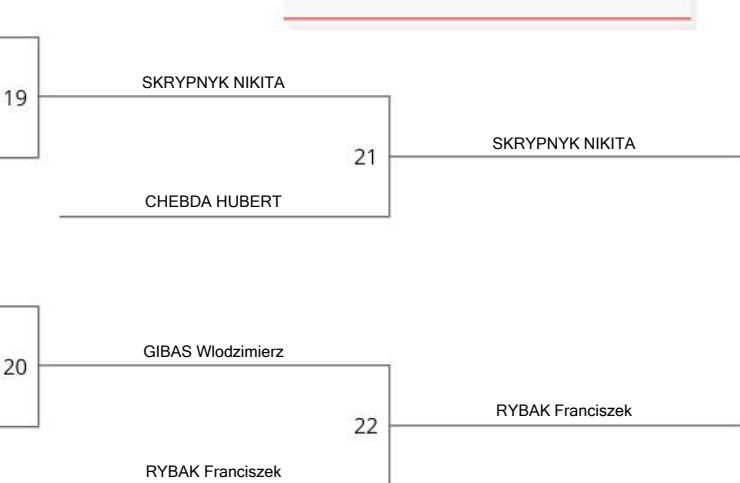 SKRYPNYK NIKITA
19
SKRYPNYK NIKITA
21
CHEBDA HUBERT
GIBAS Wlodzimierz
20
RYBAK Franciszek
22
RYBAK Franciszek